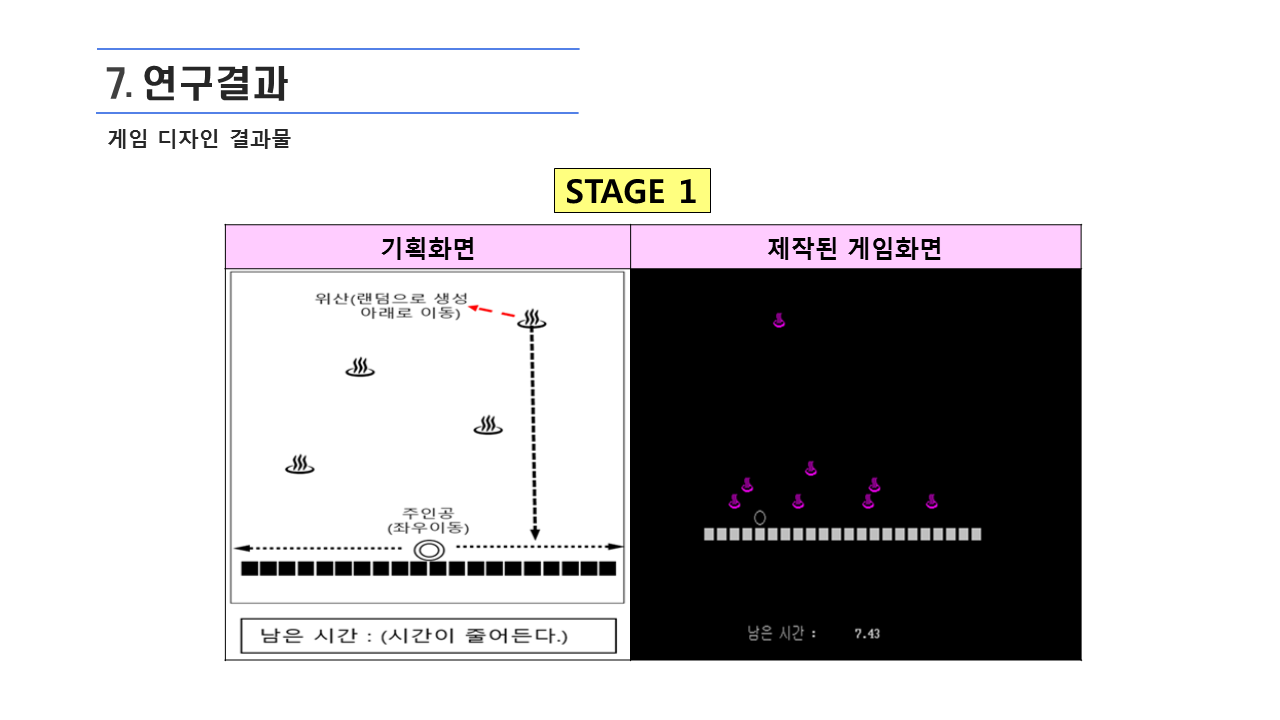 7. 연구결과
게임 디자인 결과물
STAGE 1
기획화면
제작된 게임화면
위산(랜덤으로 생성
아래로 이동)
주인공
(좌우이동)
남은 시간 : (시간이 줄어든다.)
남은 시간 : 7.43